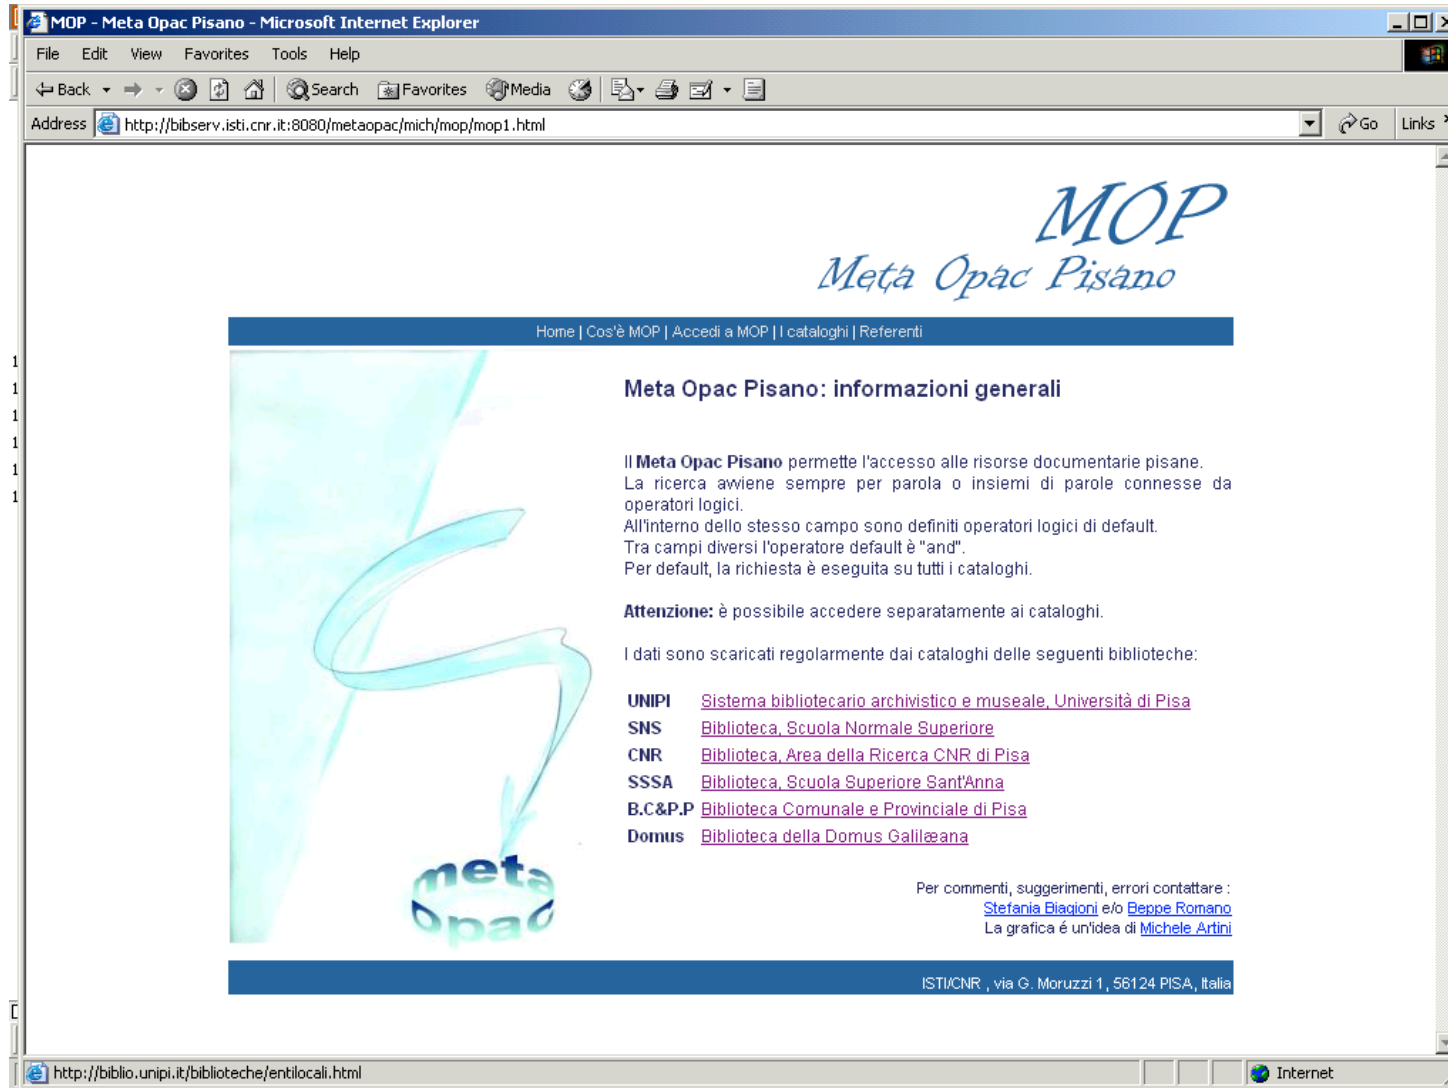 MOP - Meta Opac Pisano - Microsoft Internet Explorer
File Edit View Favorites Tools Help
Back Search Favorites Media
Address http://bibserv.isti.cnr.it:8080/metaopac/mich/mop/mop1.html Go Links
MOP
Meta Opac Pisano
Home | Cos'è MOP | Accedi a MOP | I cataloghi | Referenti
Meta Opac Pisano: informazioni generali
Il Meta Opac Pisano permette l'accesso alle risorse documentarie pisane.
La ricerca avviene sempre per parola o insiemi di parole connesse da
operatori logici.
All'interno dello stesso campo sono definiti operatori logici di default.
Tra campi diversi l'operatore default è "and".
Per default, la richiesta è eseguita su tutti i cataloghi.
Attenzione: è possibile accedere separatamente ai cataloghi.
I dati sono scaricati regolarmente dai cataloghi delle seguenti biblioteche:
UNIPI Sistema bibliotecario archivistico e museale, Università di Pisa
SNS Biblioteca, Scuola Normale Superiore
CNR Biblioteca, Area della Ricerca CNR di Pisa
SSSA Biblioteca, Scuola Superiore Sant'Anna
B.C&P.P Biblioteca Comunale e Provinciale di Pisa
Domus Biblioteca della Domus Galilæana
meta
opac
Per commenti, suggerimenti, errori contattare :
Stefania Biagioni e/o Beppe Romano
La grafica é un'idea di Michele Artini
ISTI/CNR , via G. Moruzzi 1, 56124 PISA, Italia
http://biblio.unipi.it/biblioteche/entilocali.html Internet